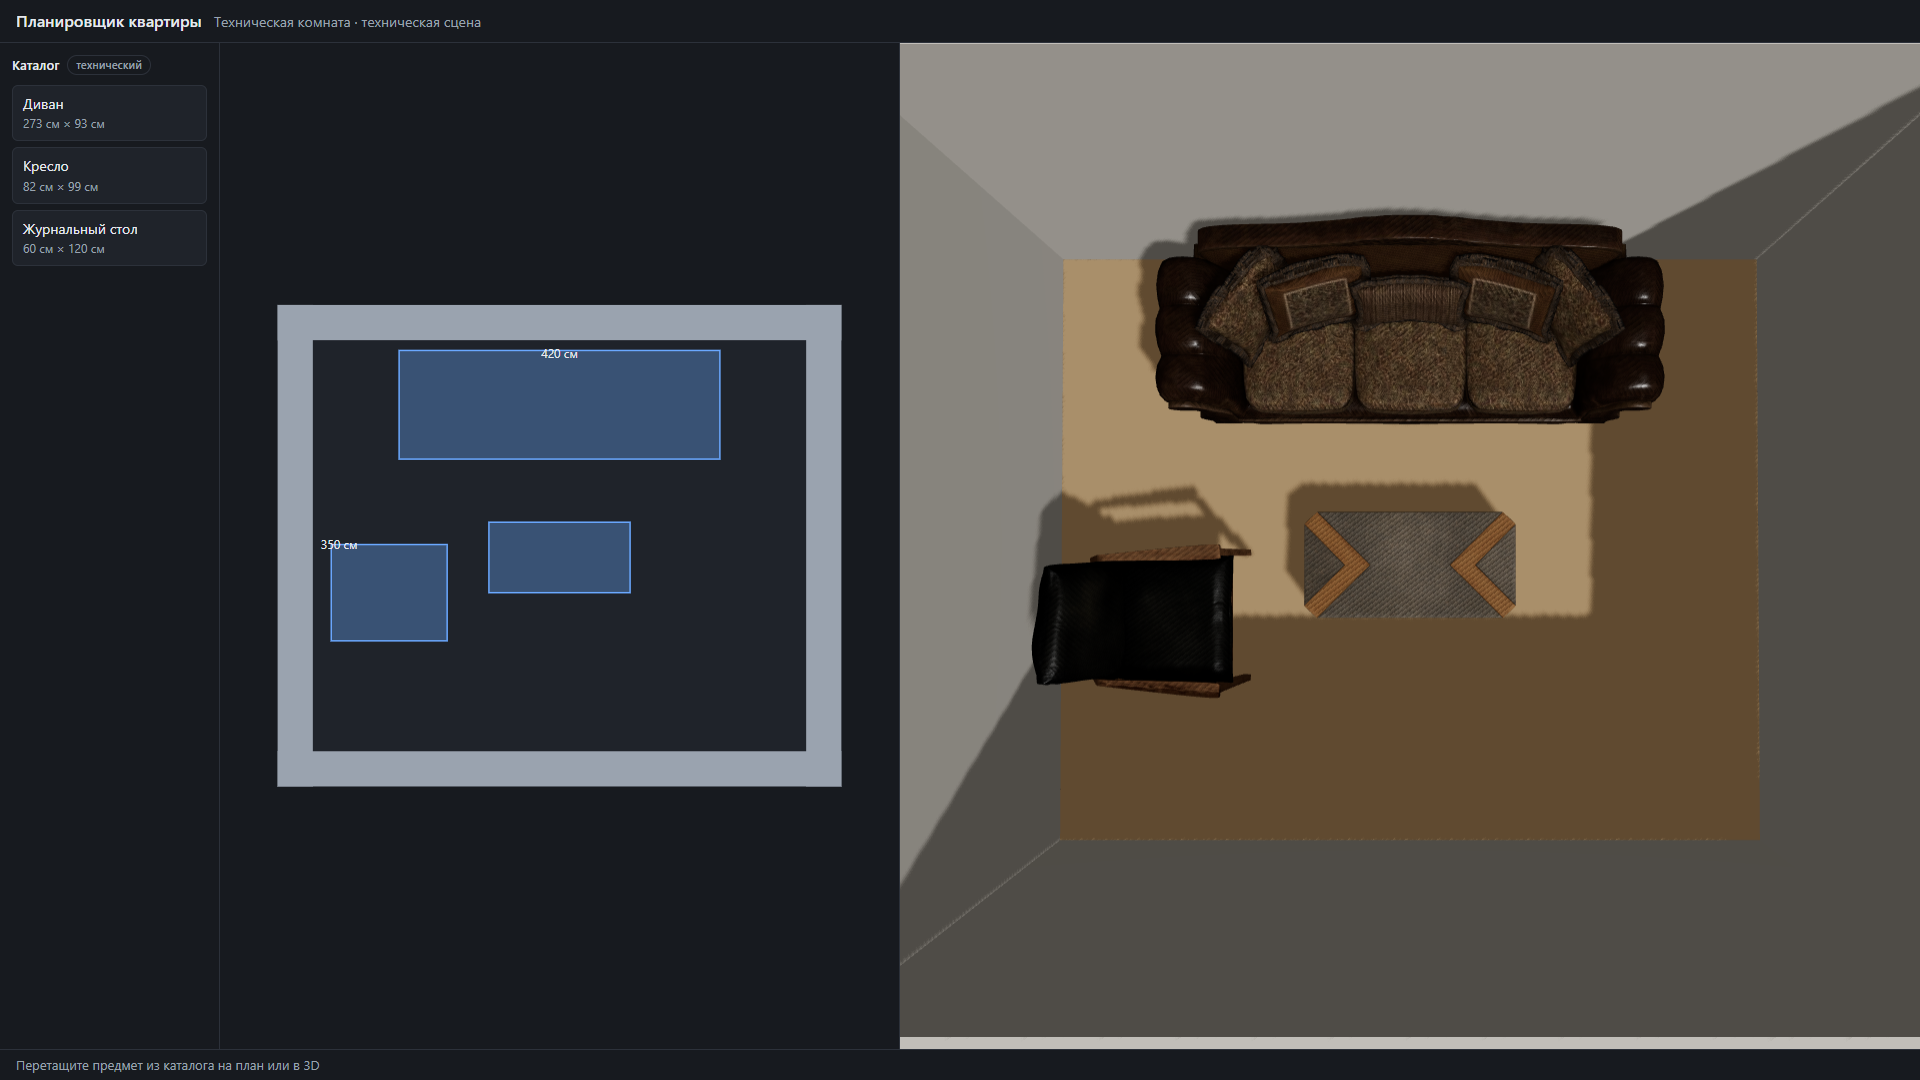 Планировщик квартиры Техническая комната · техническая сцена
Каталог технический
Диван
273 см × 93 см
Кресло
82 см × 99 см
Журнальный стол
60 см × 120 см
420 см
350 см
Перетащите предмет из каталога на план или в 3D